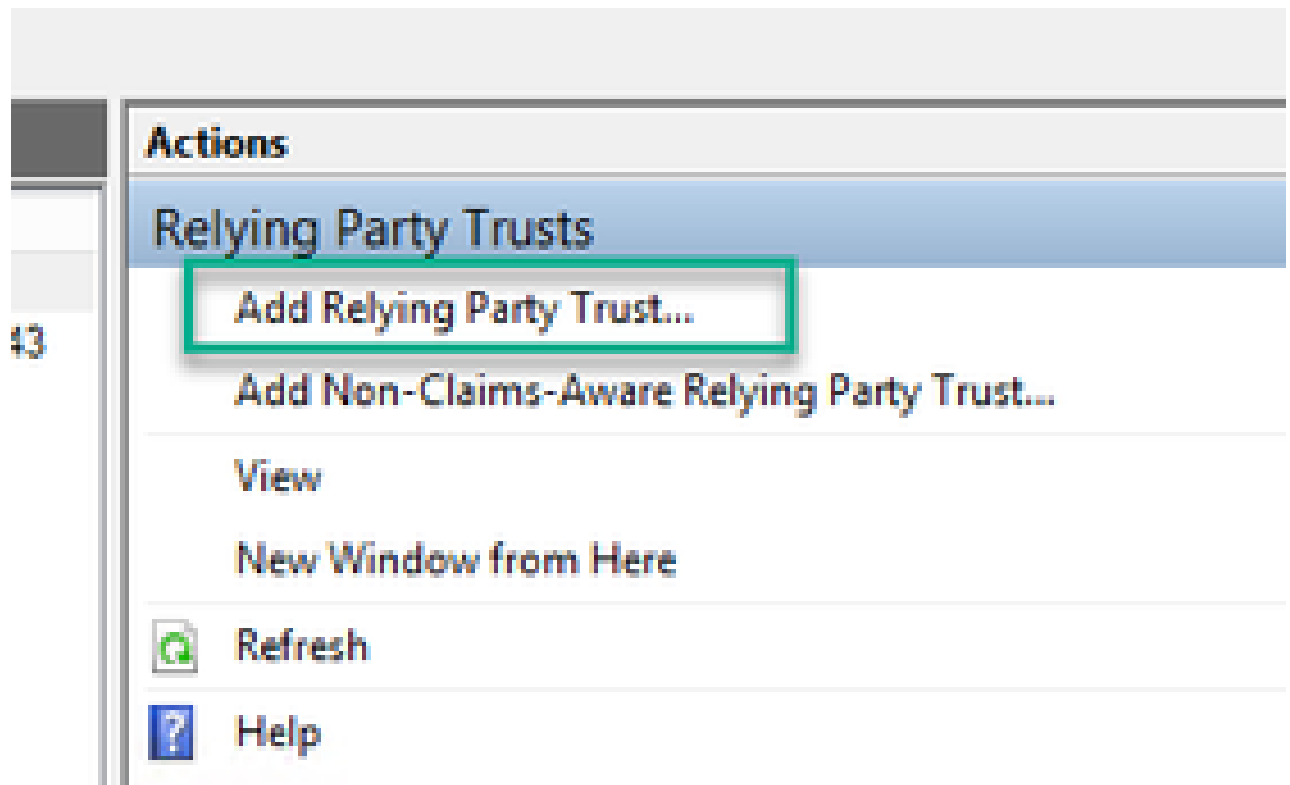 Actions
Relying Party Trusts
Add Relying Party Trust...
43
Add Non-Claims-Aware Relying Party Trust...
View
New Window from Here
Refresh
Help